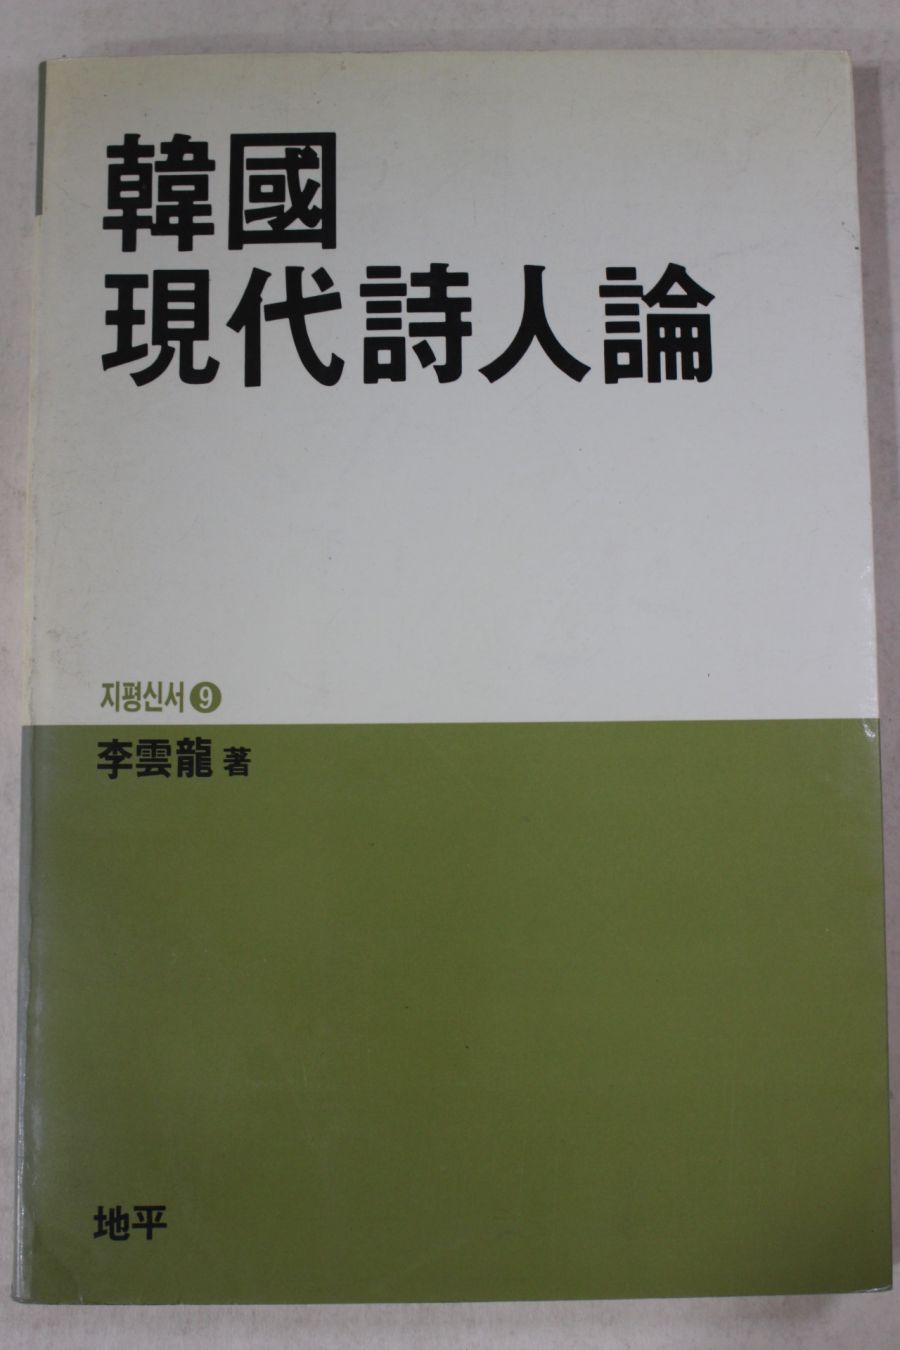 韓國
現代詩人論
지평신서 9
李雲龍 著
地平